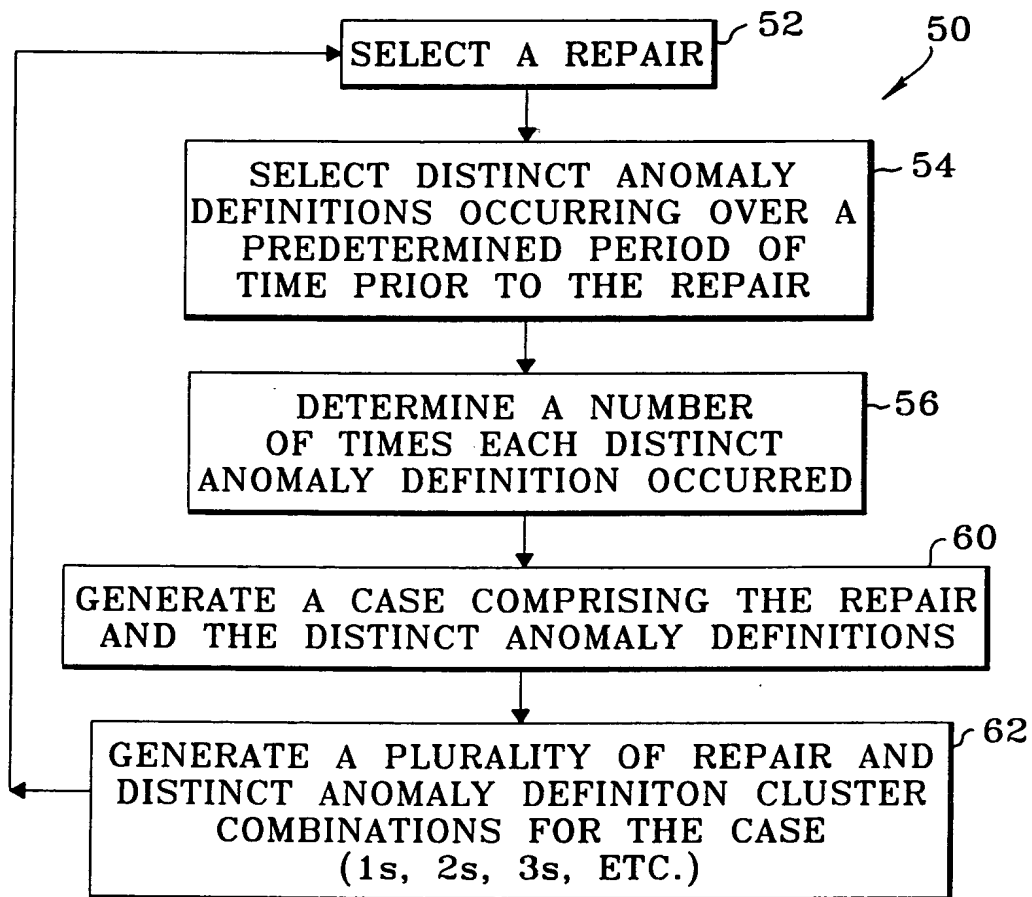 SELECT A REPAIR
52
50
SELECT DISTINCT ANOMALY
DEFINITIONS OCCURRING OVER A
PREDETERMINED PERIOD OF
TIME PRIOR TO THE REPAIR
54
DETERMINE A NUMBER
OF TIMES EACH DISTINCT
ANOMALY DEFINITION OCCURRED
56
60
GENERATE A CASE COMPRISING THE REPAIR
AND THE DISTINCT ANOMALY DEFINITIONS
GENERATE A PLURALITY OF REPAIR AND
DISTINCT ANOMALY DEFINITON CLUSTER
COMBINATIONS FOR THE CASE
(1s, 2s, 3s, ETC.)
62